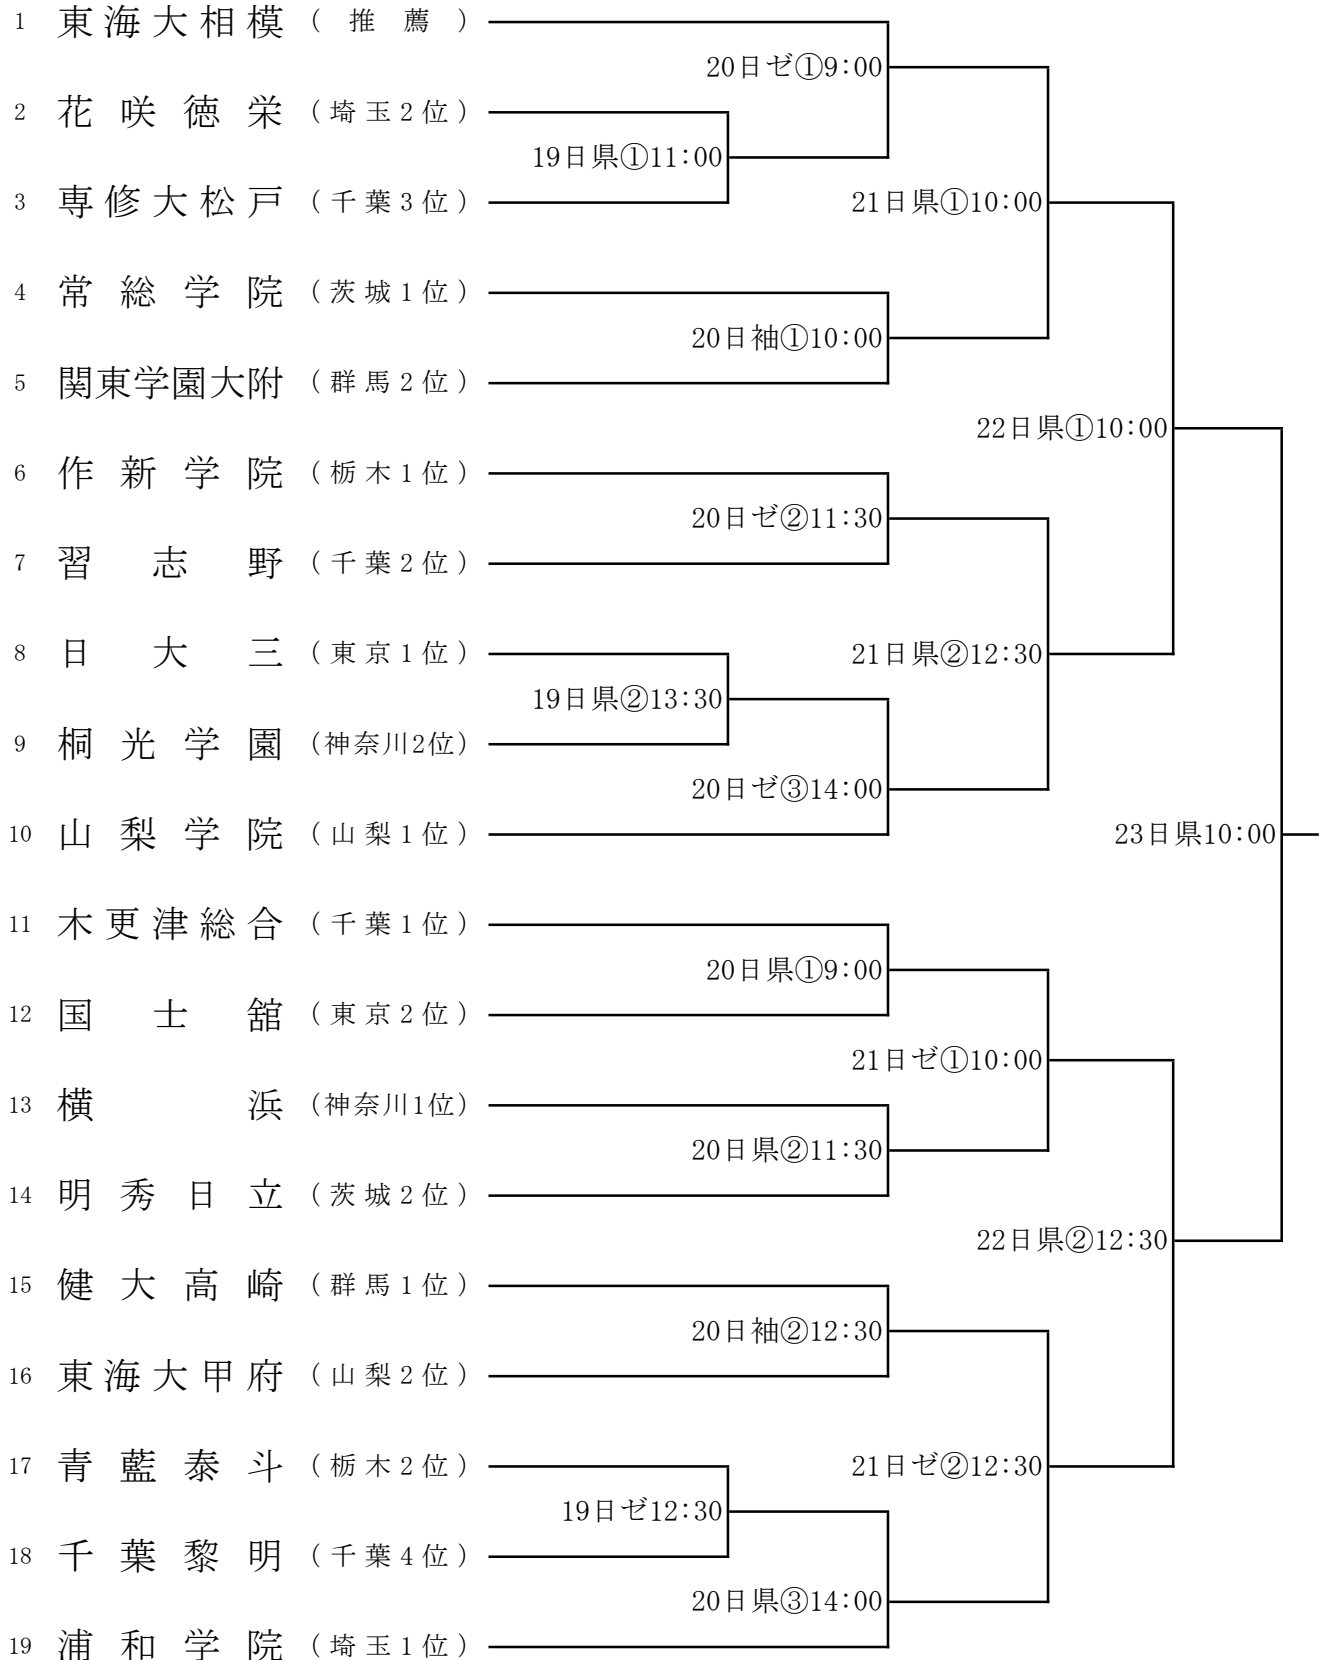 1 東海大相模 （推薦）
20日ゼ①9:00
2 花咲徳栄 （埼玉2位）
19日県①11:00
3 専修大松戸 （千葉3位）
21日県①10:00
4 常総学院 （茨城1位）
20日袖①10:00
5 関東学園大附 （群馬2位）
22日県①10:00
6 作新学院 （栃木1位）
20日ゼ②11:30
7 習志野 （千葉2位）
8 日大三 （東京1位）
21日県②12:30
19日県②13:30
9 桐光学園 （神奈川2位）
20日ゼ③14:00
10 山梨学院 （山梨1位）
23日県10:00
11 木更津総合 （千葉1位）
20日県①9:00
12 国士舘 （東京2位）
21日ゼ①10:00
13 横浜 （神奈川1位）
20日県②11:30
14 明秀日立 （茨城2位）
22日県②12:30
15 健大高崎 （群馬1位）
20日袖②12:30
16 東海大甲府 （山梨2位）
17 青藍泰斗 （栃木2位）
21日ゼ②12:30
19日ゼ12:30
18 千葉黎明 （千葉4位）
20日県③14:00
19 浦和学院 （埼玉1位）